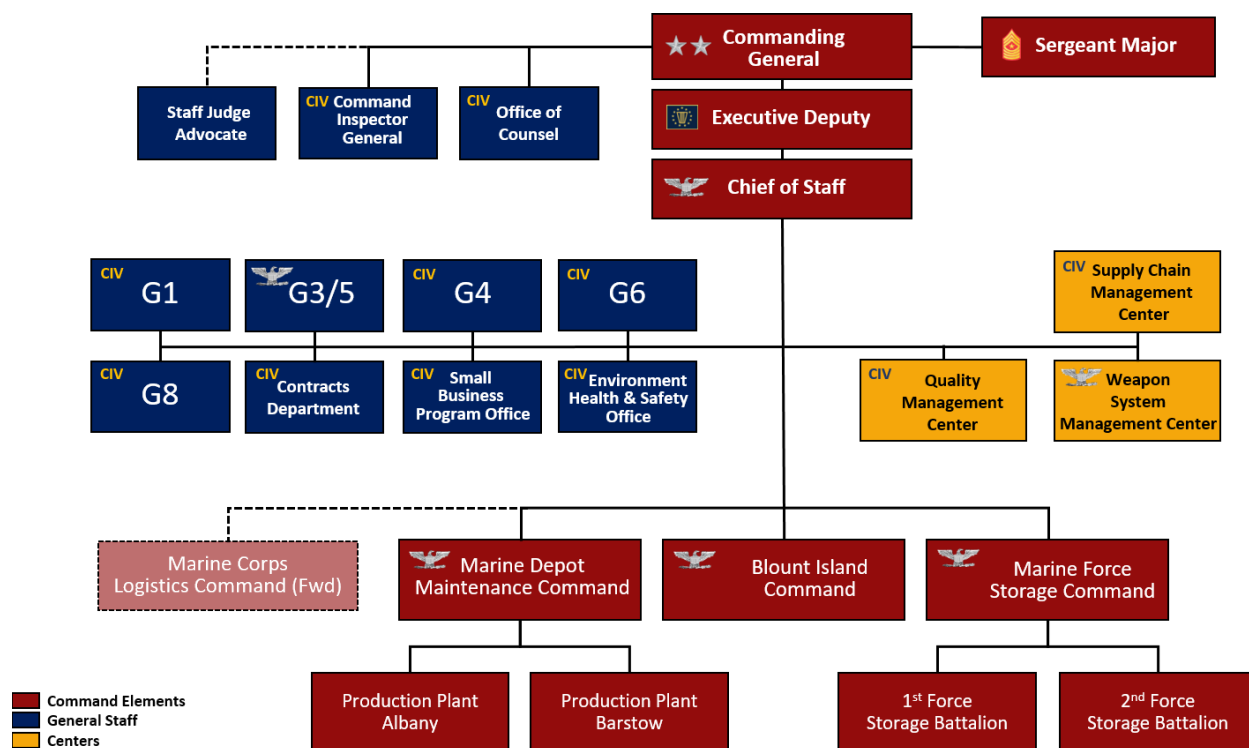 Commanding
General
Sergeant Major
Staff Judge
Advocate
CIV Command
Inspector
General
CIV Office of
Counsel
Executive Deputy
Chief of Staff
CIV
G1
G3/5
CIV
G4
CIV
G6
CIV Supply Chain
Management
Center
CIV
G8
CIV
Contracts
Department
CIV Small
Business
Program Office
CIV Environment
Health & Safety
Office
CIV
Quality
Management
Center
Weapon
System
Management Center
Marine Corps
Logistics Command (Fwd)
Marine Depot
Maintenance Command
Blount Island
Command
Marine Force
Storage Command
Production Plant
Albany
Production Plant
Barstow
1st Force
Storage Battalion
2nd Force
Storage Battalion
Command Elements
General Staff
Centers